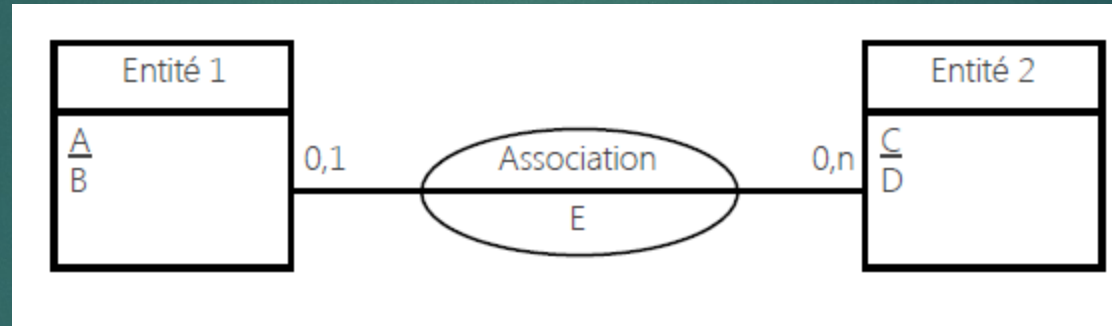 Entité 1
A
B
0,1
Association
E
0,n
Entité 2
C
D